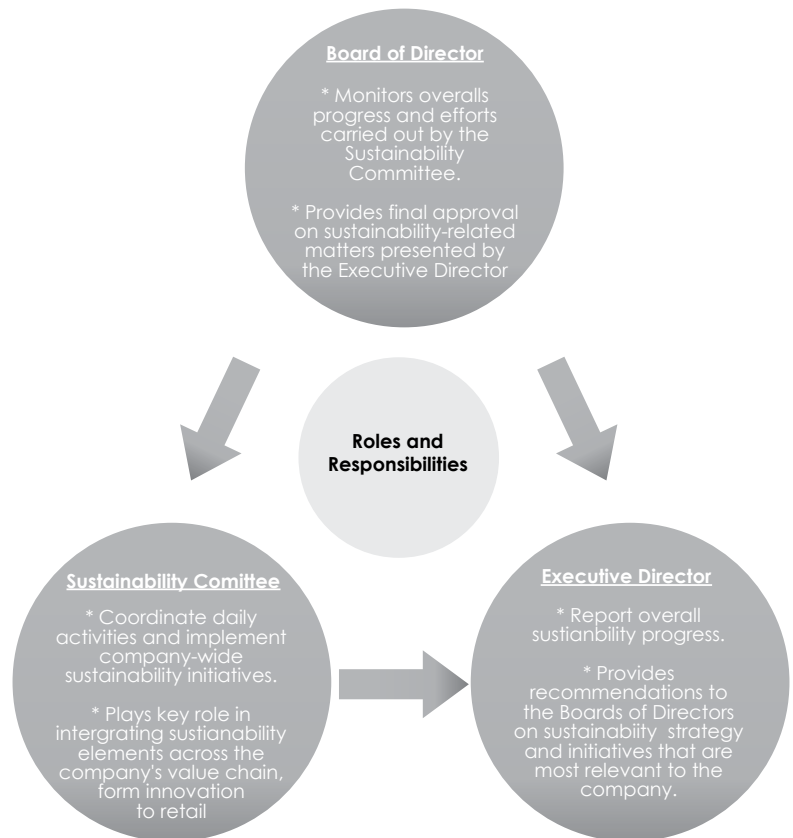 Board of Director
* Monitors overalls
progress and efforts
carried out by the
Sustainability
Committee.
* Provides final approval
on sustainability-related
matters presented by
the Executive Director
Roles and
Responsibilities
Sustainability Comittee
* Coordinate daily
activities and implement
company-wide
sustainability initiatives.
* Plays key role in
intergrating sustianability
elements across the
company's value chain,
form innovation
to retail
Executive Director
* Report overall
sustianbility progress.
* Provides
recommendations to
the Boards of Directors
on sustainabiity strategy
and initiatives that are
most relevant to the
company.